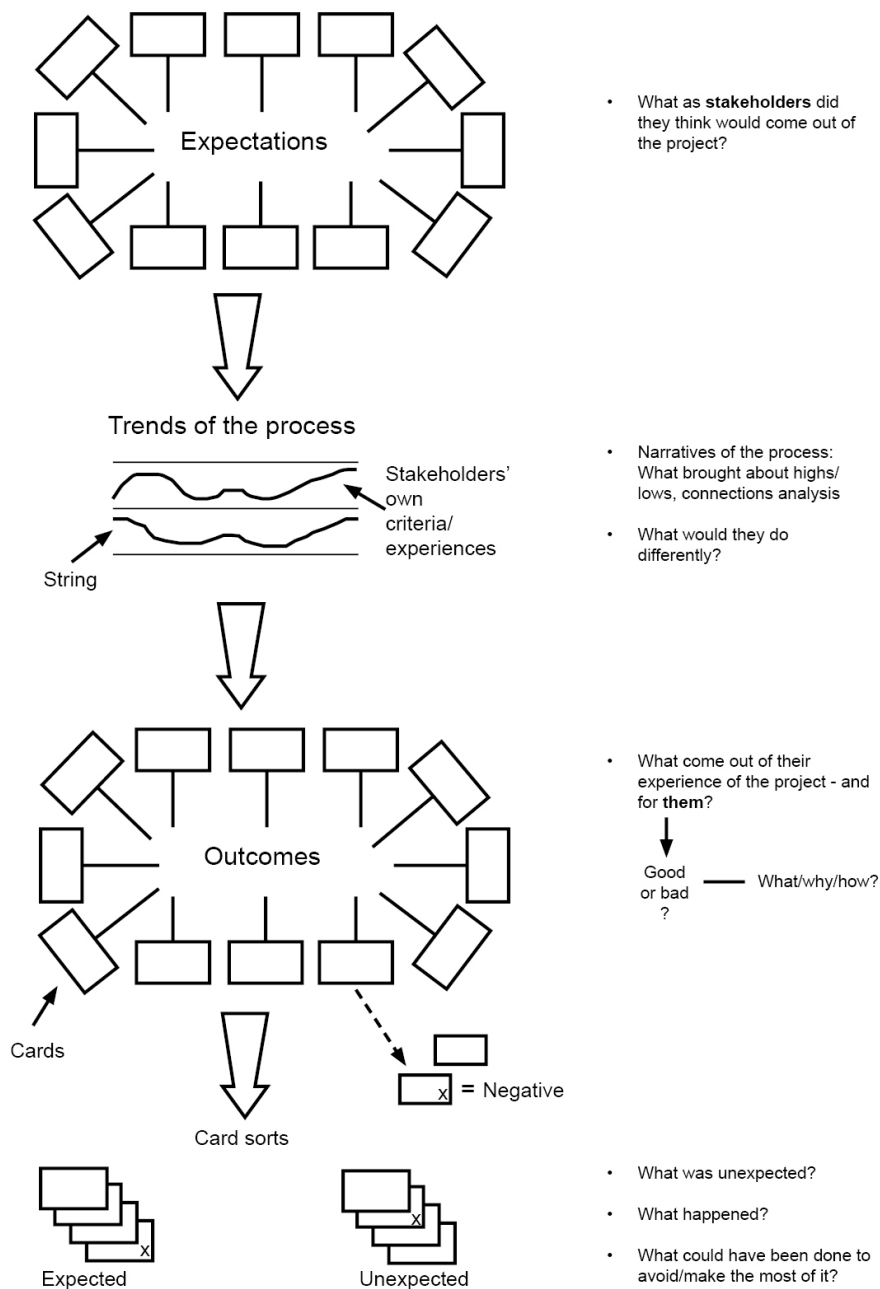 Expectations
• What as stakeholders did
they think would come out of
the project?
Trends of the process
Stakeholders’
own
criteria/
experiences
String
• Narratives of the process:
What brought about highs/
lows, connections analysis
• What would they do
differently?
Outcomes
Cards
• What come out of their
experience of the project - and
for them?
Good
or bad
?
What/why/how?
x = Negative
Card sorts
x
Expected
x
Unexpected
• What was unexpected?
• What happened?
• What could have been done to
avoid/make the most of it?